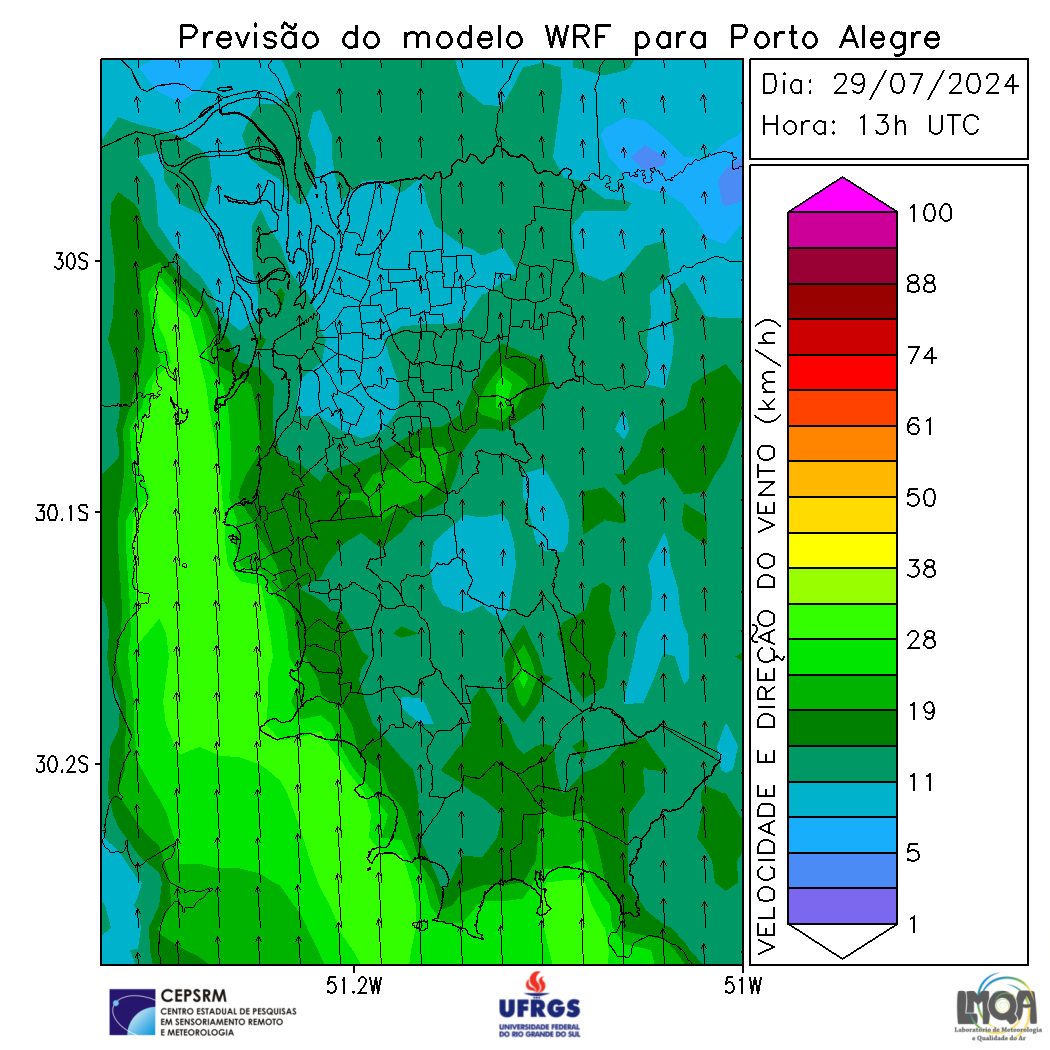 Previsão do modelo WRF para Porto Alegre
Dia: 29/07/2024
Hora: 13h UTC
30S
30.1S
30.2S
51.2W
51W
VELOCIDADE E DIREÇÃO DO VENTO (km/h)
100
88
74
61
50
38
28
19
11
5
1
CEPSRM
CENTRO ESTADUAL DE PESQUISAS
EM SENSORIAMENTO REMOTO
E METEOROLOGIA
UFRGS
UNIVERSIDADE FEDERAL
DO RIO GRANDE DO SUL
LMQA
Laboratório de Meteorologia
e Qualidade do Ar